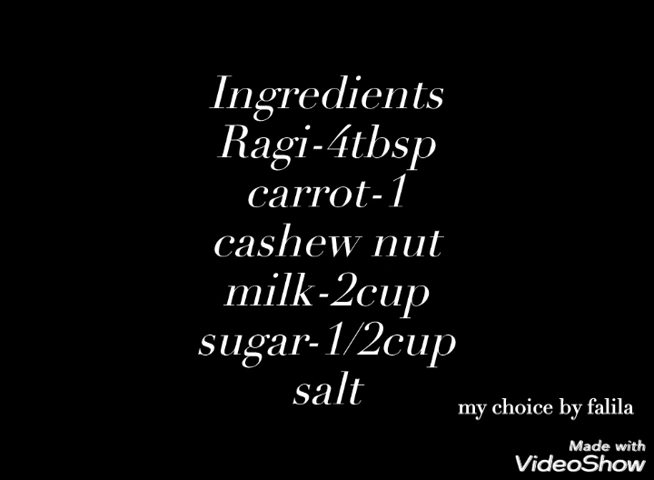 Ingredients
Ragi-4tbsp
carrot-1
cashew nut
milk-2cup
sugar-1/2cup
salt
my choice by falila
Made with
VideoShow